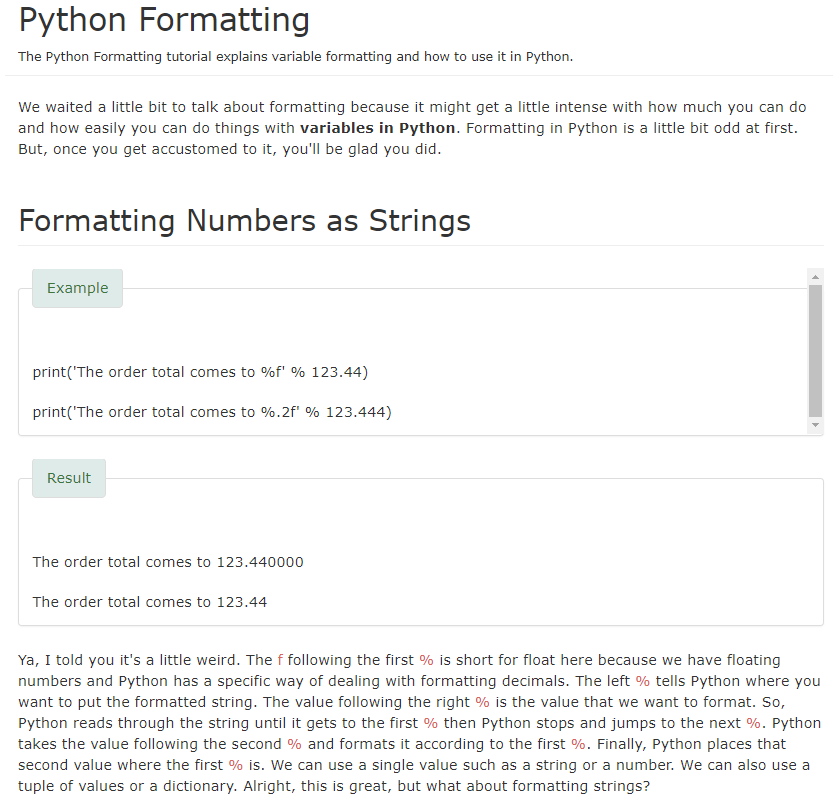 Python Formatting
The Python Formatting tutorial explains variable formatting and how to use it in Python.
We waited a little bit to talk about formatting because it might get a little intense with how much you can do
and how easily you can do things with variables in Python. Formatting in Python is a little bit odd at first.
But, once you get accustomed to it, you'll be glad you did.
Formatting Numbers as Strings
Example
print('The order total comes to %f' % 123.44)
print('The order total comes to %.2f' % 123.444)
Result
The order total comes to 123.440000
The order total comes to 123.44
Ya, I told you it's a little weird. The f following the first % is short for float here because we have floating
numbers and Python has a specific way of dealing with formatting decimals. The left % tells Python where you
want to put the formatted string. The value following the right % is the value that we want to format. So,
Python reads through the string until it gets to the first % then Python stops and jumps to the next %. Python
takes the value following the second % and formats it according to the first %. Finally, Python places that
second value where the first % is. We can use a single value such as a string or a number. We can also use a
tuple of values or a dictionary. Alright, this is great, but what about formatting strings?